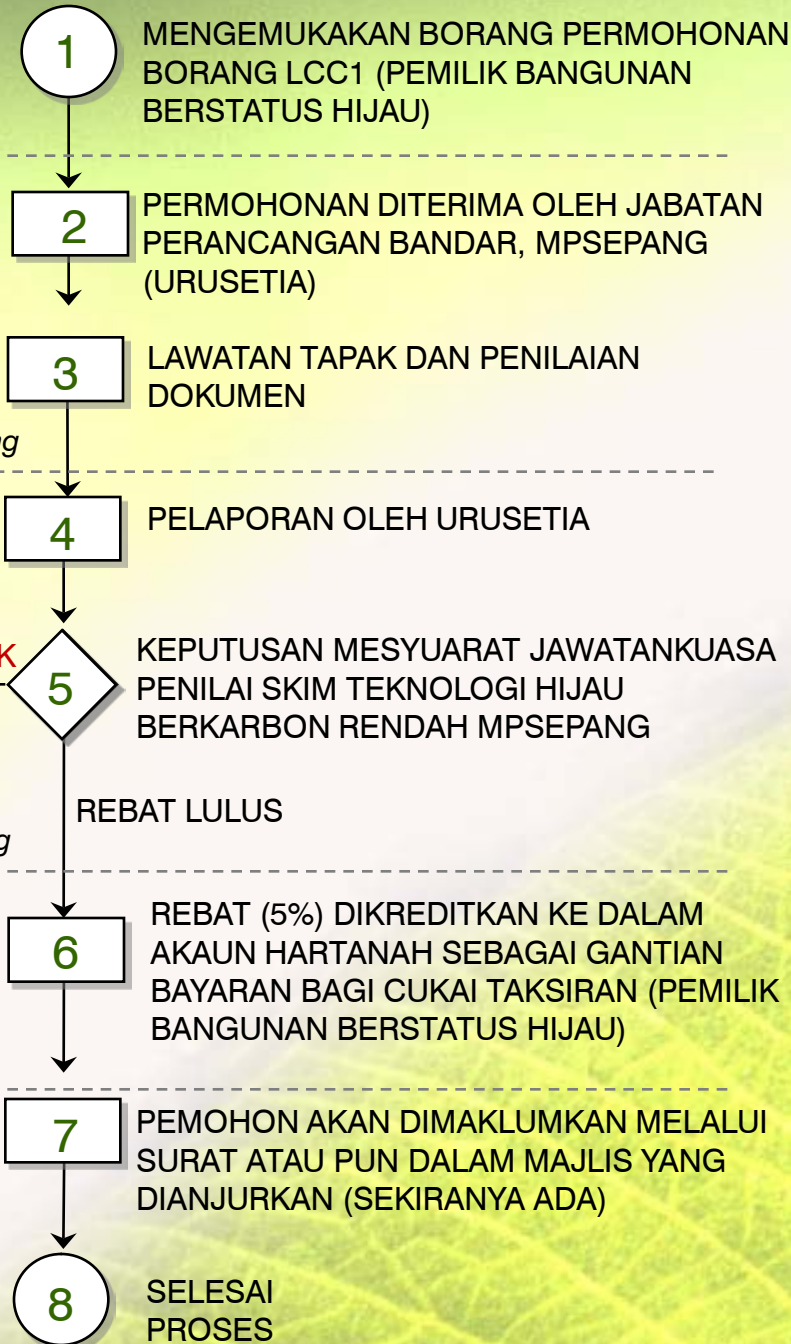 1
MENGEMUKAKAN BORANG PERMOHONAN
BORANG LCC1 (PEMILIK BANGUNAN
BERSTATUS HIJAU)
2
PERMOHONAN DITERIMA OLEH JABATAN
PERANCANGAN BANDAR, MPSEPANG
(URUSETIA)
3
LAWATAN TAPAK DAN PENILAIAN
DOKUMEN
4
PELAPORAN OLEH URUSETIA
5
KEPUTUSAN MESYUARAT JAWATANKUASA
PENILAI SKIM TEKNOLOGI HIJAU
BERKARBON RENDAH MPSEPANG
REBAT LULUS
6
REBAT (5%) DIKREDITKAN KE DALAM
AKAUN HARTANAH SEBAGAI GANTIAN
BAYARAN BAGI CUKAI TAKSIRAN (PEMILIK
BANGUNAN BERSTATUS HIJAU)
7
PEMOHON AKAN DIMAKLUMKAN MELALUI
SURAT ATAU PUN DALAM MAJLIS YANG
DIANJURKAN (SEKIRANYA ADA)
8
SELESAI
PROSES